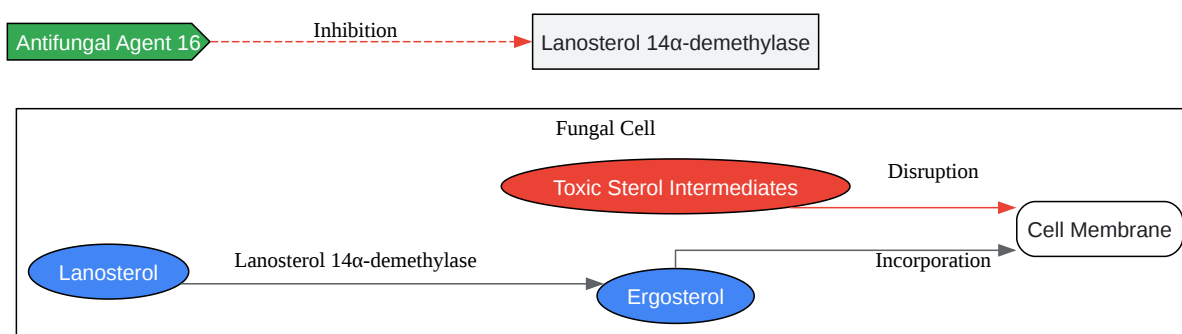 Antifungal Agent 16
Inhibition
Lanosterol 14α-demethylase
Fungal Cell
Toxic Sterol Intermediates
Disruption
Cell Membrane
Lanosterol
Lanosterol 14α-demethylase
Ergosterol
Incorporation